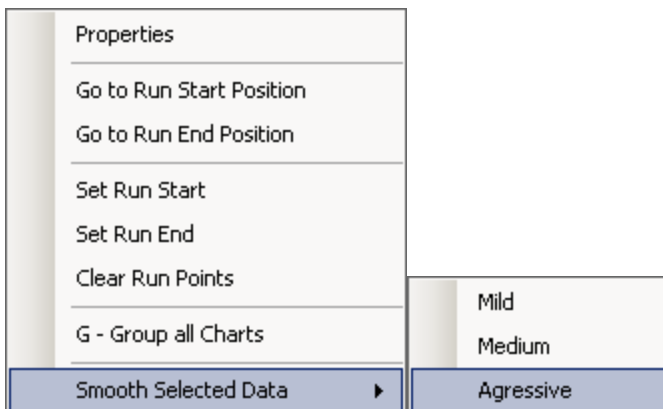 Properties
Go to Run Start Position
Go to Run End Position
Set Run Start
Set Run End
Clear Run Points
G - Group all Charts
Smooth Selected Data
Mild
Medium
Agressive